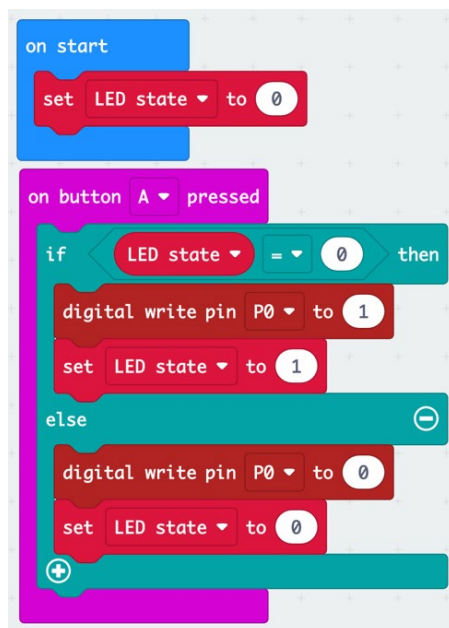 on start
set LED state to 0
on button A pressed
if LED state = 0 then
digital write pin P0 to 1
set LED state to 1
else
digital write pin P0 to 0
set LED state to 0